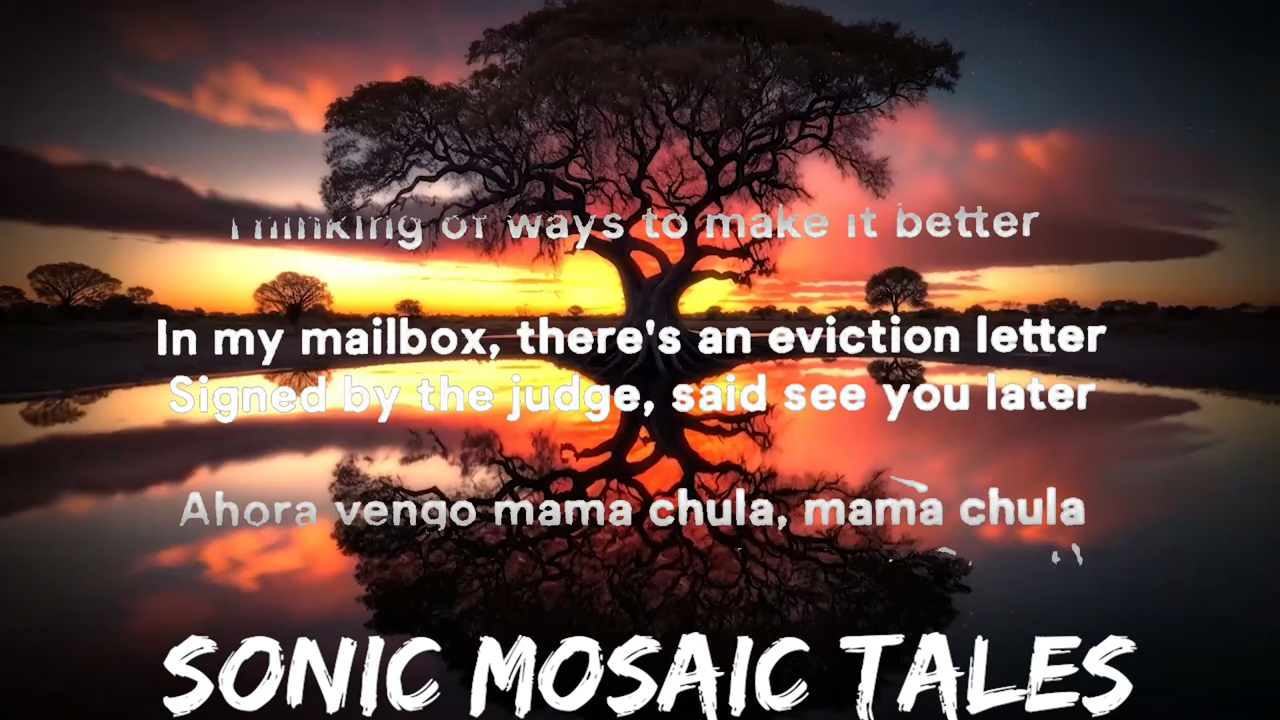 Thinking of ways to make it better
In my mailbox, there's an eviction letter
Signed by the judge, said see you later
Ahora vengo mama chula, mama chula
SONIC MOSAIC TALES